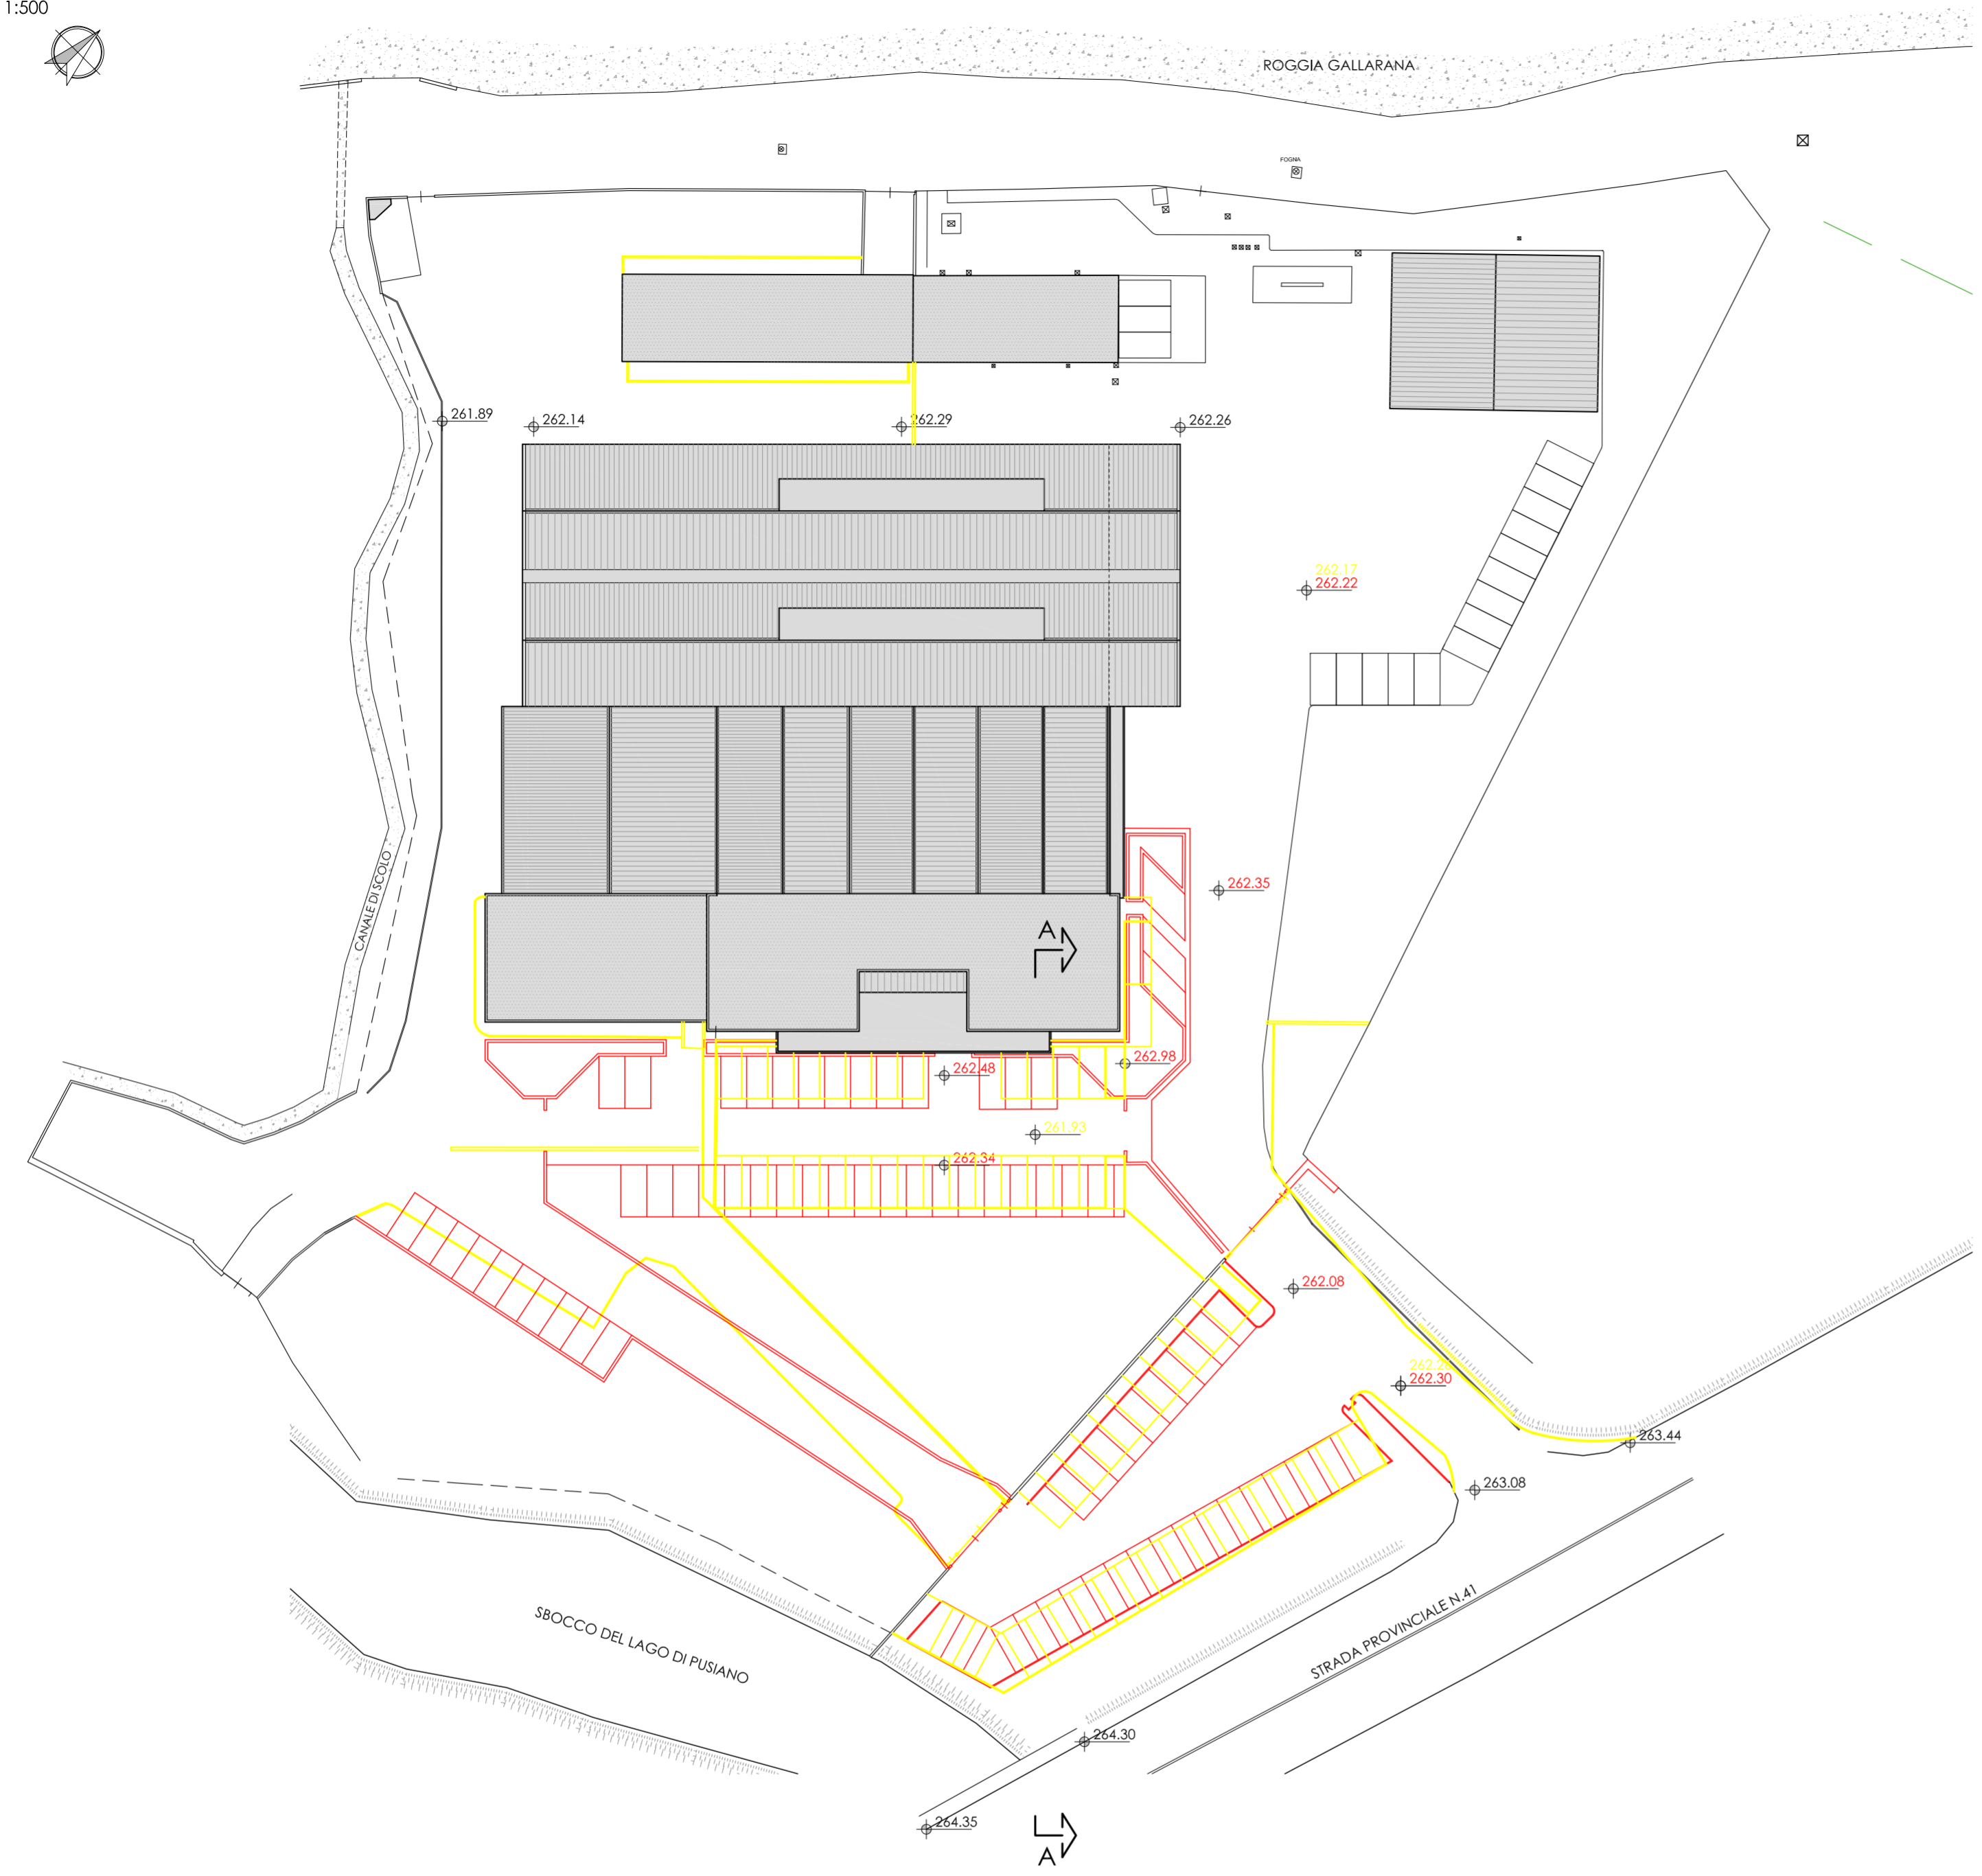 1:500
ROGGIA GALLARANA
FOGNA
261.89
262.14
262.29
262.26
262.17
262.22
CANALE DI SCOLO
262.35
A
262.98
262.48
261.93
262.34
262.08
262.30
263.44
263.08
SBOCCO DEL LAGO DI PUSIANO
STRADA PROVINCIALE N.41
264.30
264.35
A